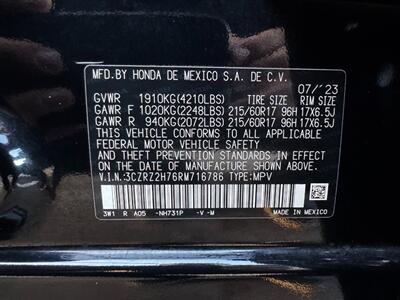 MFD.BY HONDA DE MEXICO S.A. DE C.V.
07/'23
GVWR 1910KG(4210LBS) TIRE SIZE RIM SIZE
GAWR F 1020KG(2248LBS) 215/60R17 96H 17X6.5J
GAWR R 940KG(2072LBS) 215/60R17 96H 17X6.5J
THIS VEHICLE CONFORMS TO ALL APPLICABLE
FEDERAL MOTOR VEHICLE SAFETY AND THEFT
PREVENTION STANDARDS IN EFFECT ON THE DATE
OF MANUFACTURE SHOWN ABOVE.
V.I.N.:3CZRZ2H76RM716786 TYPE:MPV
3W1 R A05 -NH731P -V -M MADE IN MEXICO